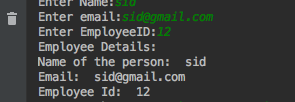 Enter Name:sid
Enter email:sid@gmail.com
Enter EmployeeID:12
Employee Details:
Name of the person:  sid
Email:  sid@gmail.com
Employee Id:  12